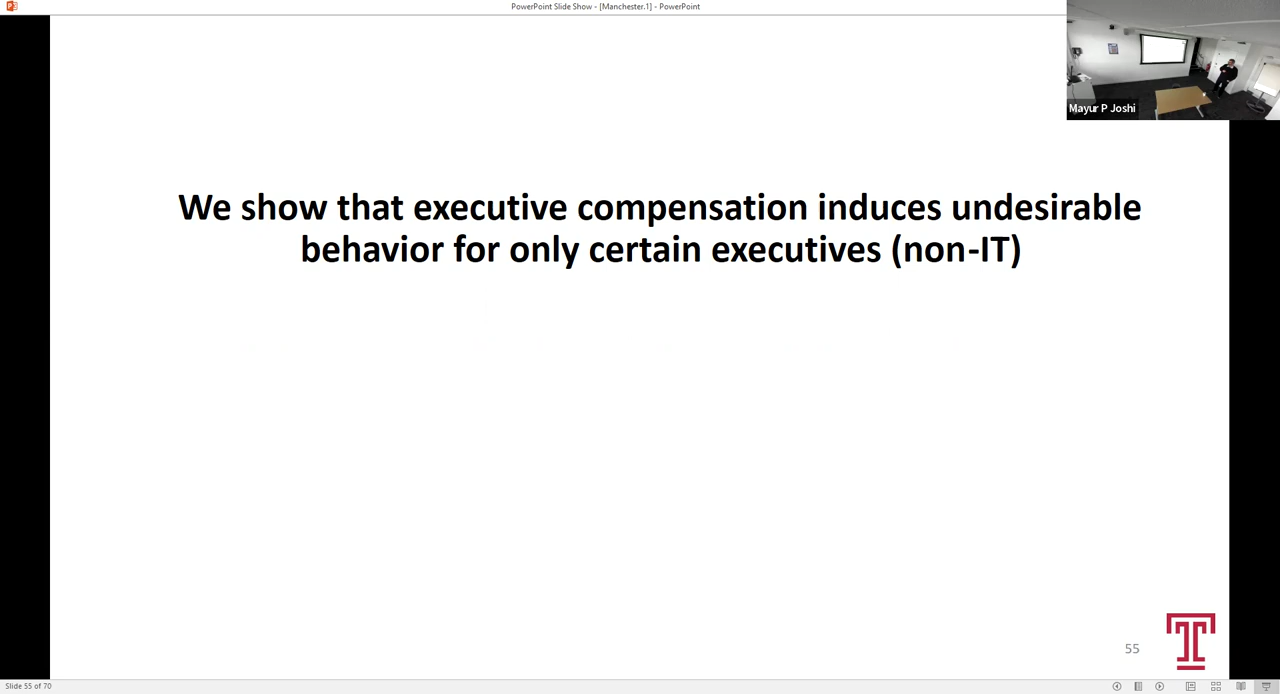 PowerPoint Slide Show - [Manchester.1] - PowerPoint
Mayur P Joshi
We show that executive compensation induces undesirable
behavior for only certain executives (non-IT)
55
Slide 55 of 70